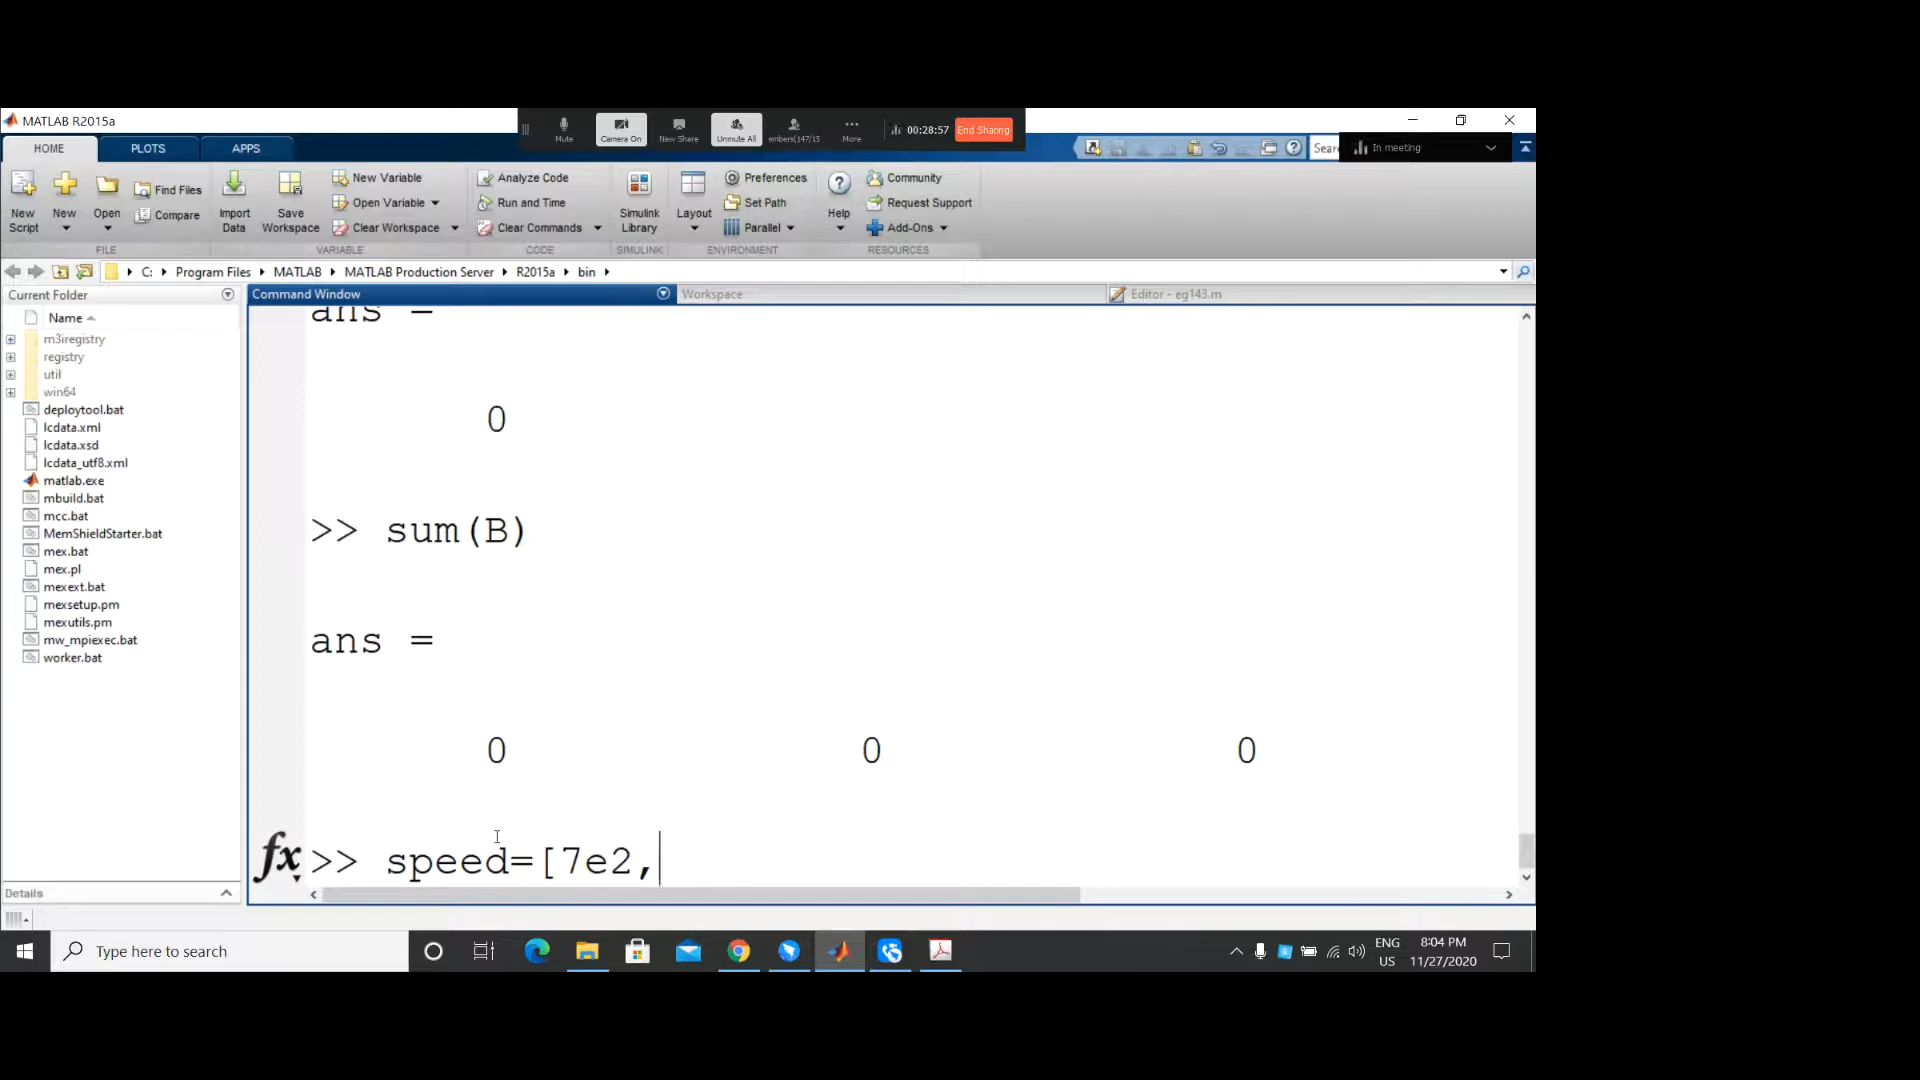 MATLAB R2015a
Mute
Camera On
New Share
Unmute All
embers(147/15
More
00:28:57
End Sharing
HOME
PLOTS
APPS
Sear
In meeting
New Script
New
Open
Find Files
Compare
FILE
Import Data
Save Workspace
New Variable
Open Variable
Clear Workspace
VARIABLE
Analyze Code
Run and Time
Clear Commands
CODE
Simulink Library
SIMULINK
Layout
Preferences
Set Path
Parallel
ENVIRONMENT
Help
Community
Request Support
Add-Ons
RESOURCES
C: Program Files MATLAB MATLAB Production Server R2015a bin
Current Folder
Name
m3iregistry
registry
util
win64
deploytool.bat
lcdata.xml
lcdata.xsd
lcdata_utf8.xml
matlab.exe
mbuild.bat
mcc.bat
MemShieldStarter.bat
mex.bat
mex.pl
mexext.bat
mexsetup.pm
mexutils.pm
mw_mpiexec.bat
worker.bat
Details
Command Window
Workspace
Editor - eg143.m
ans =
0
>> sum(B)
ans =
0 0 0
fx >> speed=[7e2,
Type here to search
ENG
US
8:04 PM
11/27/2020